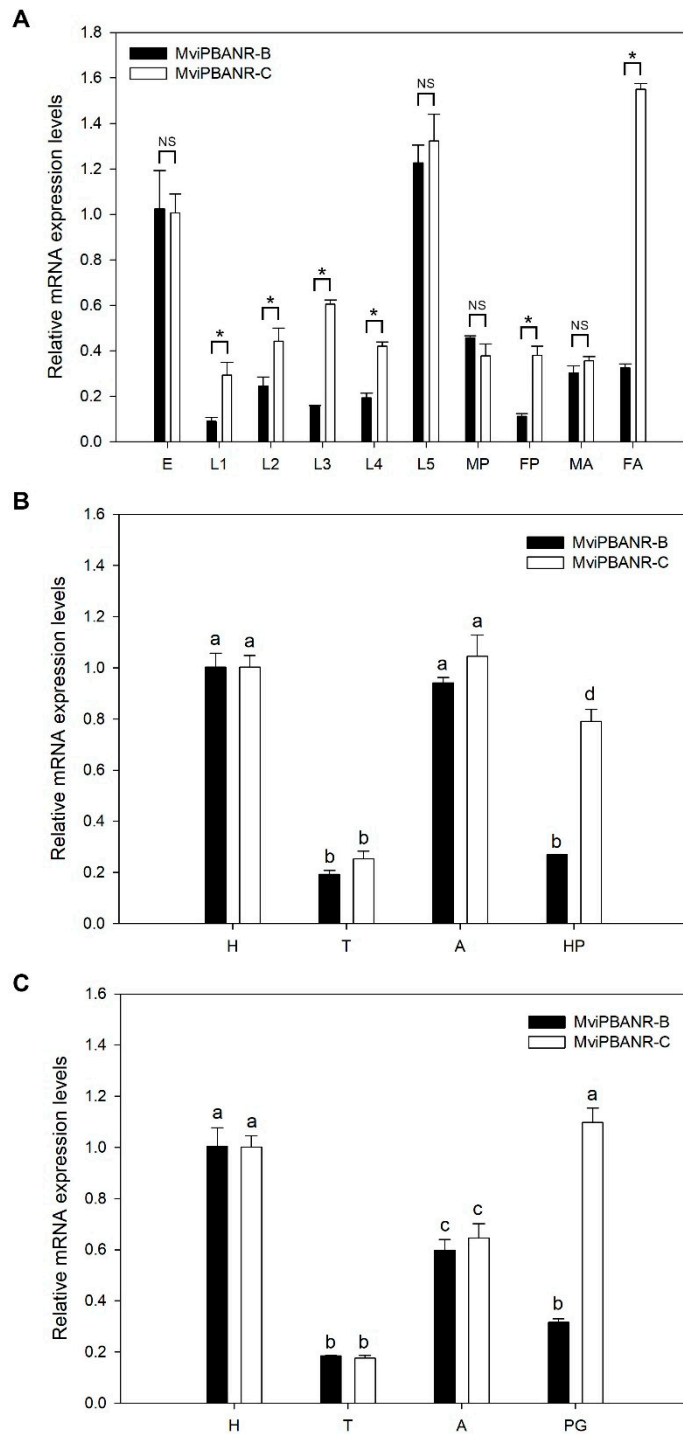 A
Relative mRNA expression levels
1.8
1.6
1.4
1.2
1.0
0.8
0.6
0.4
0.2
0.0
MviPBANR-B
MviPBANR-C
NS
*
*
*
*
NS
NS
*
NS
*
E L1 L2 L3 L4 L5 MP FP MA FA
B
Relative mRNA expression levels
1.6
1.4
1.2
1.0
0.8
0.6
0.4
0.2
0.0
MviPBANR-B
MviPBANR-C
a a b b a a b d
H T A HP
C
Relative mRNA expression levels
1.6
1.4
1.2
1.0
0.8
0.6
0.4
0.2
0.0
MviPBANR-B
MviPBANR-C
a a b b c c b a
H T A PG